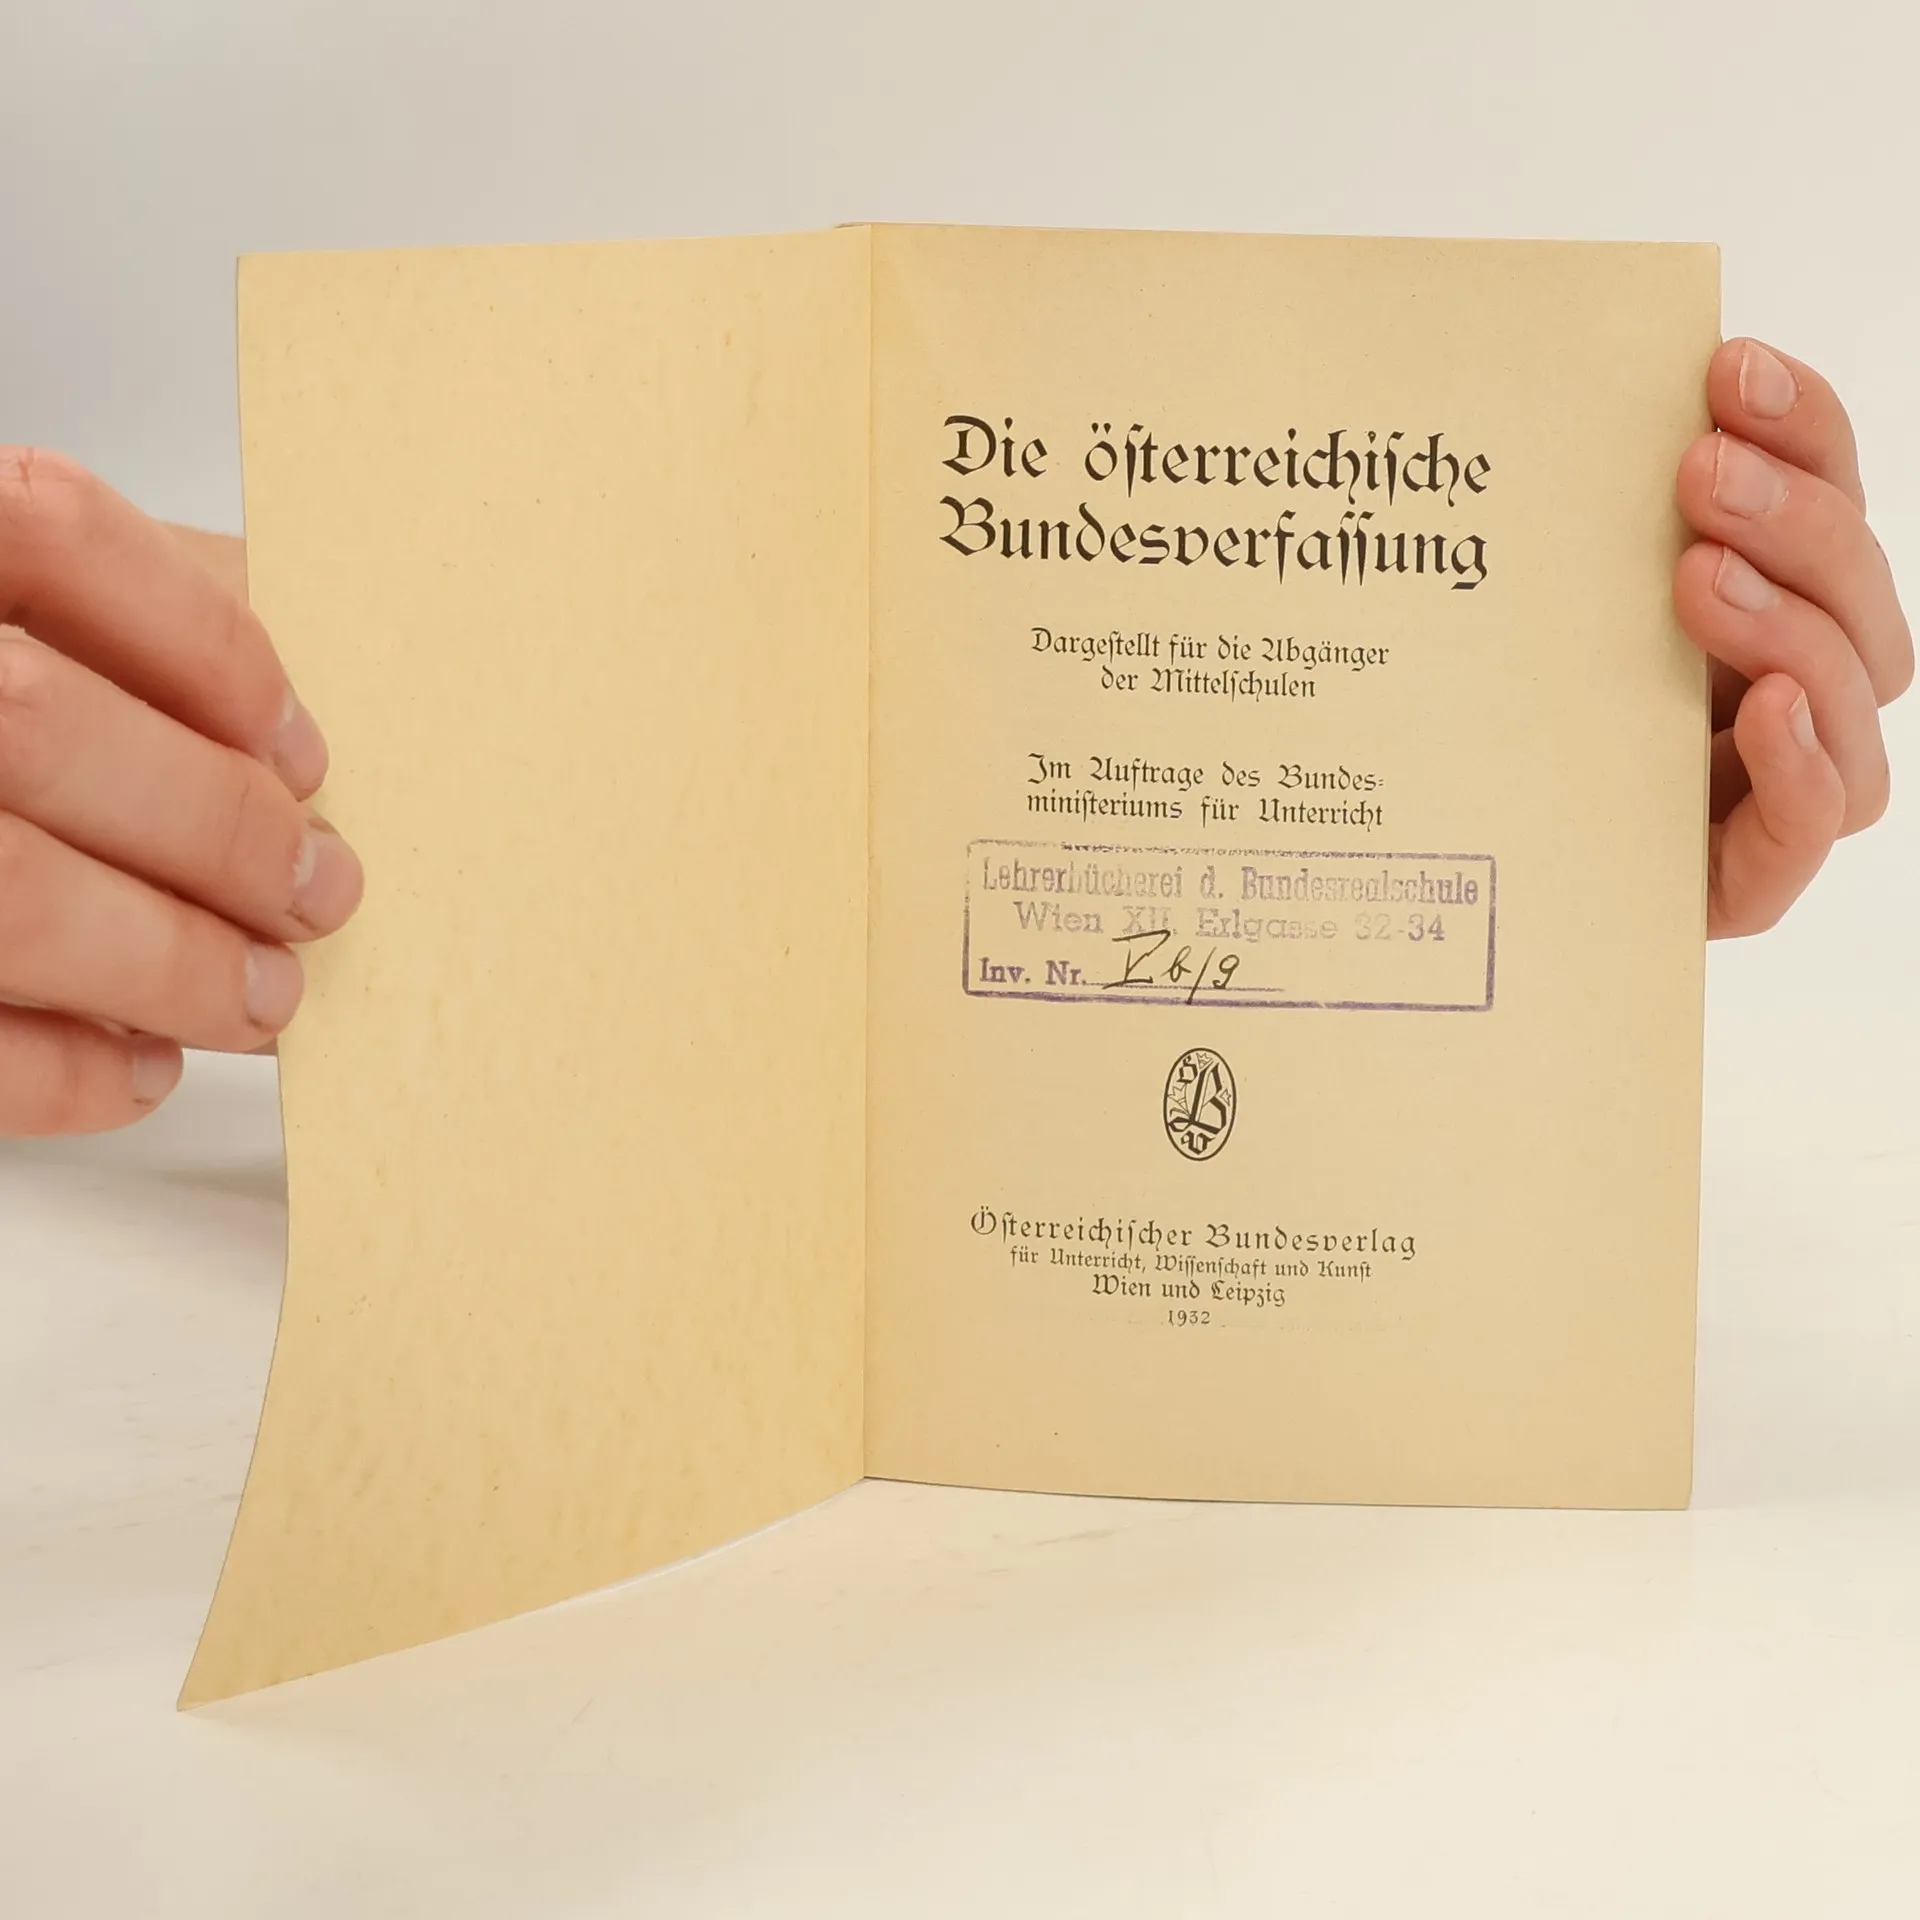 Die öſterreichiſche
Bundesverfaſſung
Dargeſtellt für die Abgänger
der Mittelſchulen
Im Auftrage des Bundes-
miniſteriums für Unterricht
Lehrerbücherei d. Bundesrealschule
Wien XII. Erlgasse 32-34
Inv. Nr. V b/9
Ö B V
Öſterreichiſcher Bundesverlag
für Unterricht, Wiſſenſchaft und Kunſt
Wien und Leipzig
1932